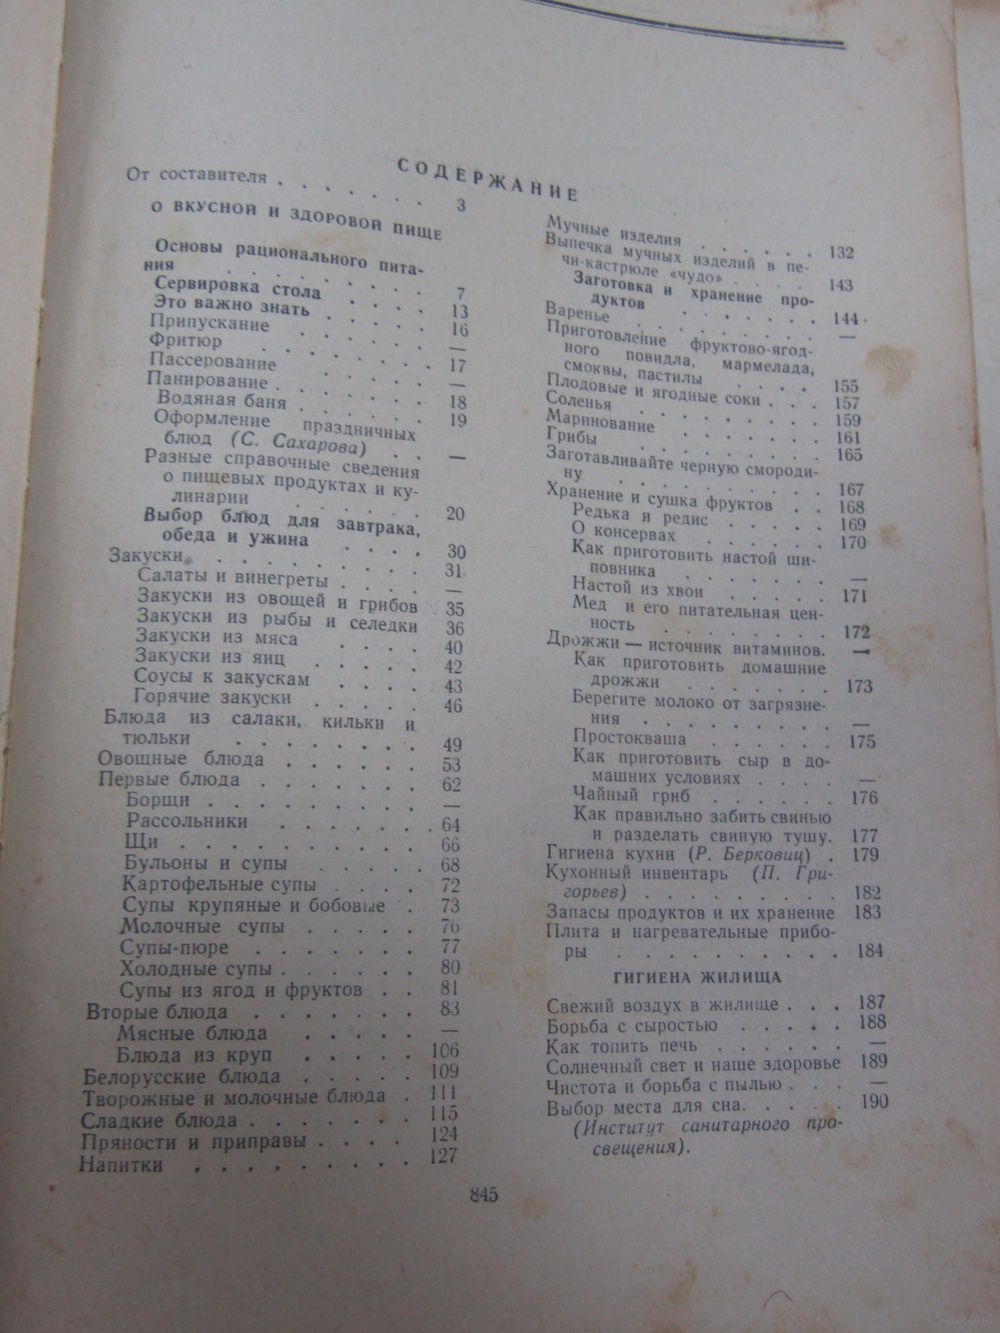 СОДЕРЖАНИЕ
От составителя . . . . . . . 3
О ВКУСНОЙ И ЗДОРОВОЙ ПИЩЕ
Основы рационального пита-
ния . . . . . . . 7
Сервировка стола . . . . 13
Это важно знать . . . . . 16
Припускание . . . . . —
Фритюр . . . . . . 17
Пассерование . . . . . —
Панирование . . . . . . 18
Водяная баня . . . . . 19
Оформление праздничных
блюд (С. Сахарова) . . —
Разные справочные сведения
о пищевых продуктах и ку-
линарии . . . . . . 20
Выбор блюд для завтрака,
обеда и ужина . . . . 30
Закуски . . . . . . . 31
Салаты и винегреты . . . . —
Закуски из овощей и грибов 35
Закуски из рыбы и селедки 36
Закуски из мяса . . . . 40
Закуски из яиц . . . . . 42
Соусы к закускам . . . . 43
Горячие закуски . . . . . 46
Блюда из салаки, кильки и
тюльки . . . . . . . . 49
Овощные блюда . . . . . . 53
Первые блюда . . . . . . . 62
Борщи . . . . . . . . . —
Рассольники . . . . . . . 64
Щи . . . . . . . . . . 66
Бульоны и супы . . . . . 68
Картофельные супы . . . . 72
Супы крупяные и бобовые . 73
Молочные супы . . . . . 76
Супы-пюре . . . . . . . 77
Холодные супы . . . . . . 80
Супы из ягод и фруктов . . 81
Вторые блюда . . . . . . . 83
Мясные блюда . . . . . —
Блюда из круп . . . . . 106
Белорусские блюда . . . . . 109
Творожные и молочные блюда . 111
Сладкие блюда . . . . . . . 115
Пряности и приправы . . . . 124
Напитки . . . . . . . . . 127
Мучные изделия . . . . . . 132
Выпечка мучных изделий в пе-
чи-кастрюле «чудо» . . . . 143
Заготовка и хранение про-
дуктов . . . . . . . 144
Варенье . . . . . . . . —
Приготовление фруктово-ягод-
ного повидла, мармелада,
смоквы, пастилы . . . . 155
Плодовые и ягодные соки . . . 157
Соленья . . . . . . . . 159
Маринование . . . . . . . 161
Грибы . . . . . . . . . 165
Заготавливайте черную смороди-
ну . . . . . . . . . 167
Хранение и сушка фруктов . . 168
Редька и редис . . . . . 169
О консервах . . . . . . 170
Как приготовить настой ши-
повника . . . . . . . —
Настой из хвои . . . . . 171
Мед и его питательная цен-
ность . . . . . . . . 172
Дрожжи — источник витаминов. —
Как приготовить домашние
дрожжи . . . . . . . 173
Берегите молоко от загрязне-
ния . . . . . . . . . —
Простокваша . . . . . . 175
Как приготовить сыр в до-
машних условиях . . . . —
Чайный гриб . . . . . . 176
Как правильно забить свинью
и разделать свиную тушу. 177
Гигиена кухни (Р. Беркович) . 179
Кухонный инвентарь (П. Гри-
горьев) . . . . . . . . . 182
Запасы продуктов и их хранение 183
Плита и нагревательные прибо-
ры . . . . . . . . . . 184
ГИГИЕНА ЖИЛИЩА
Свежий воздух в жилище . . . 187
Борьба с сыростью . . . . . 188
Как топить печь . . . . . . —
Солнечный свет и наше здоровье 189
Чистота и борьба с пылью . . . —
Выбор места для сна. . . . . 190
(Институт санитарного про-
свещения).
845